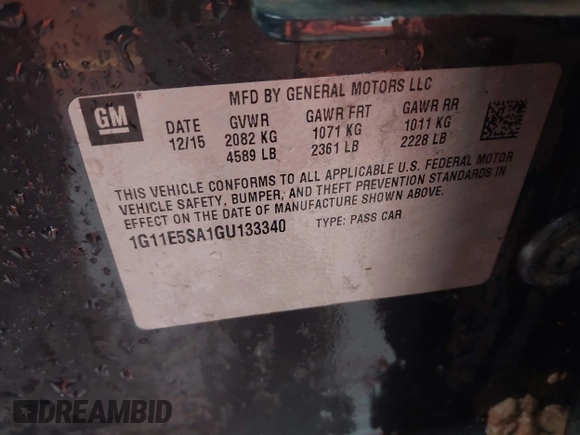 GM
MFD BY GENERAL MOTORS LLC
DATE GVWR GAWR FRT GAWR RR
12/15 2082 KG 1071 KG 1011 KG
4589 LB 2361 LB 2228 LB
THIS VEHICLE CONFORMS TO ALL APPLICABLE U.S. FEDERAL MOTOR
VEHICLE SAFETY, BUMPER, AND THEFT PREVENTION STANDARDS IN
EFFECT ON THE DATE OF MANUFACTURE SHOWN ABOVE.
1G11E5SA1GU133340 TYPE: PASS CAR
DREAMBID